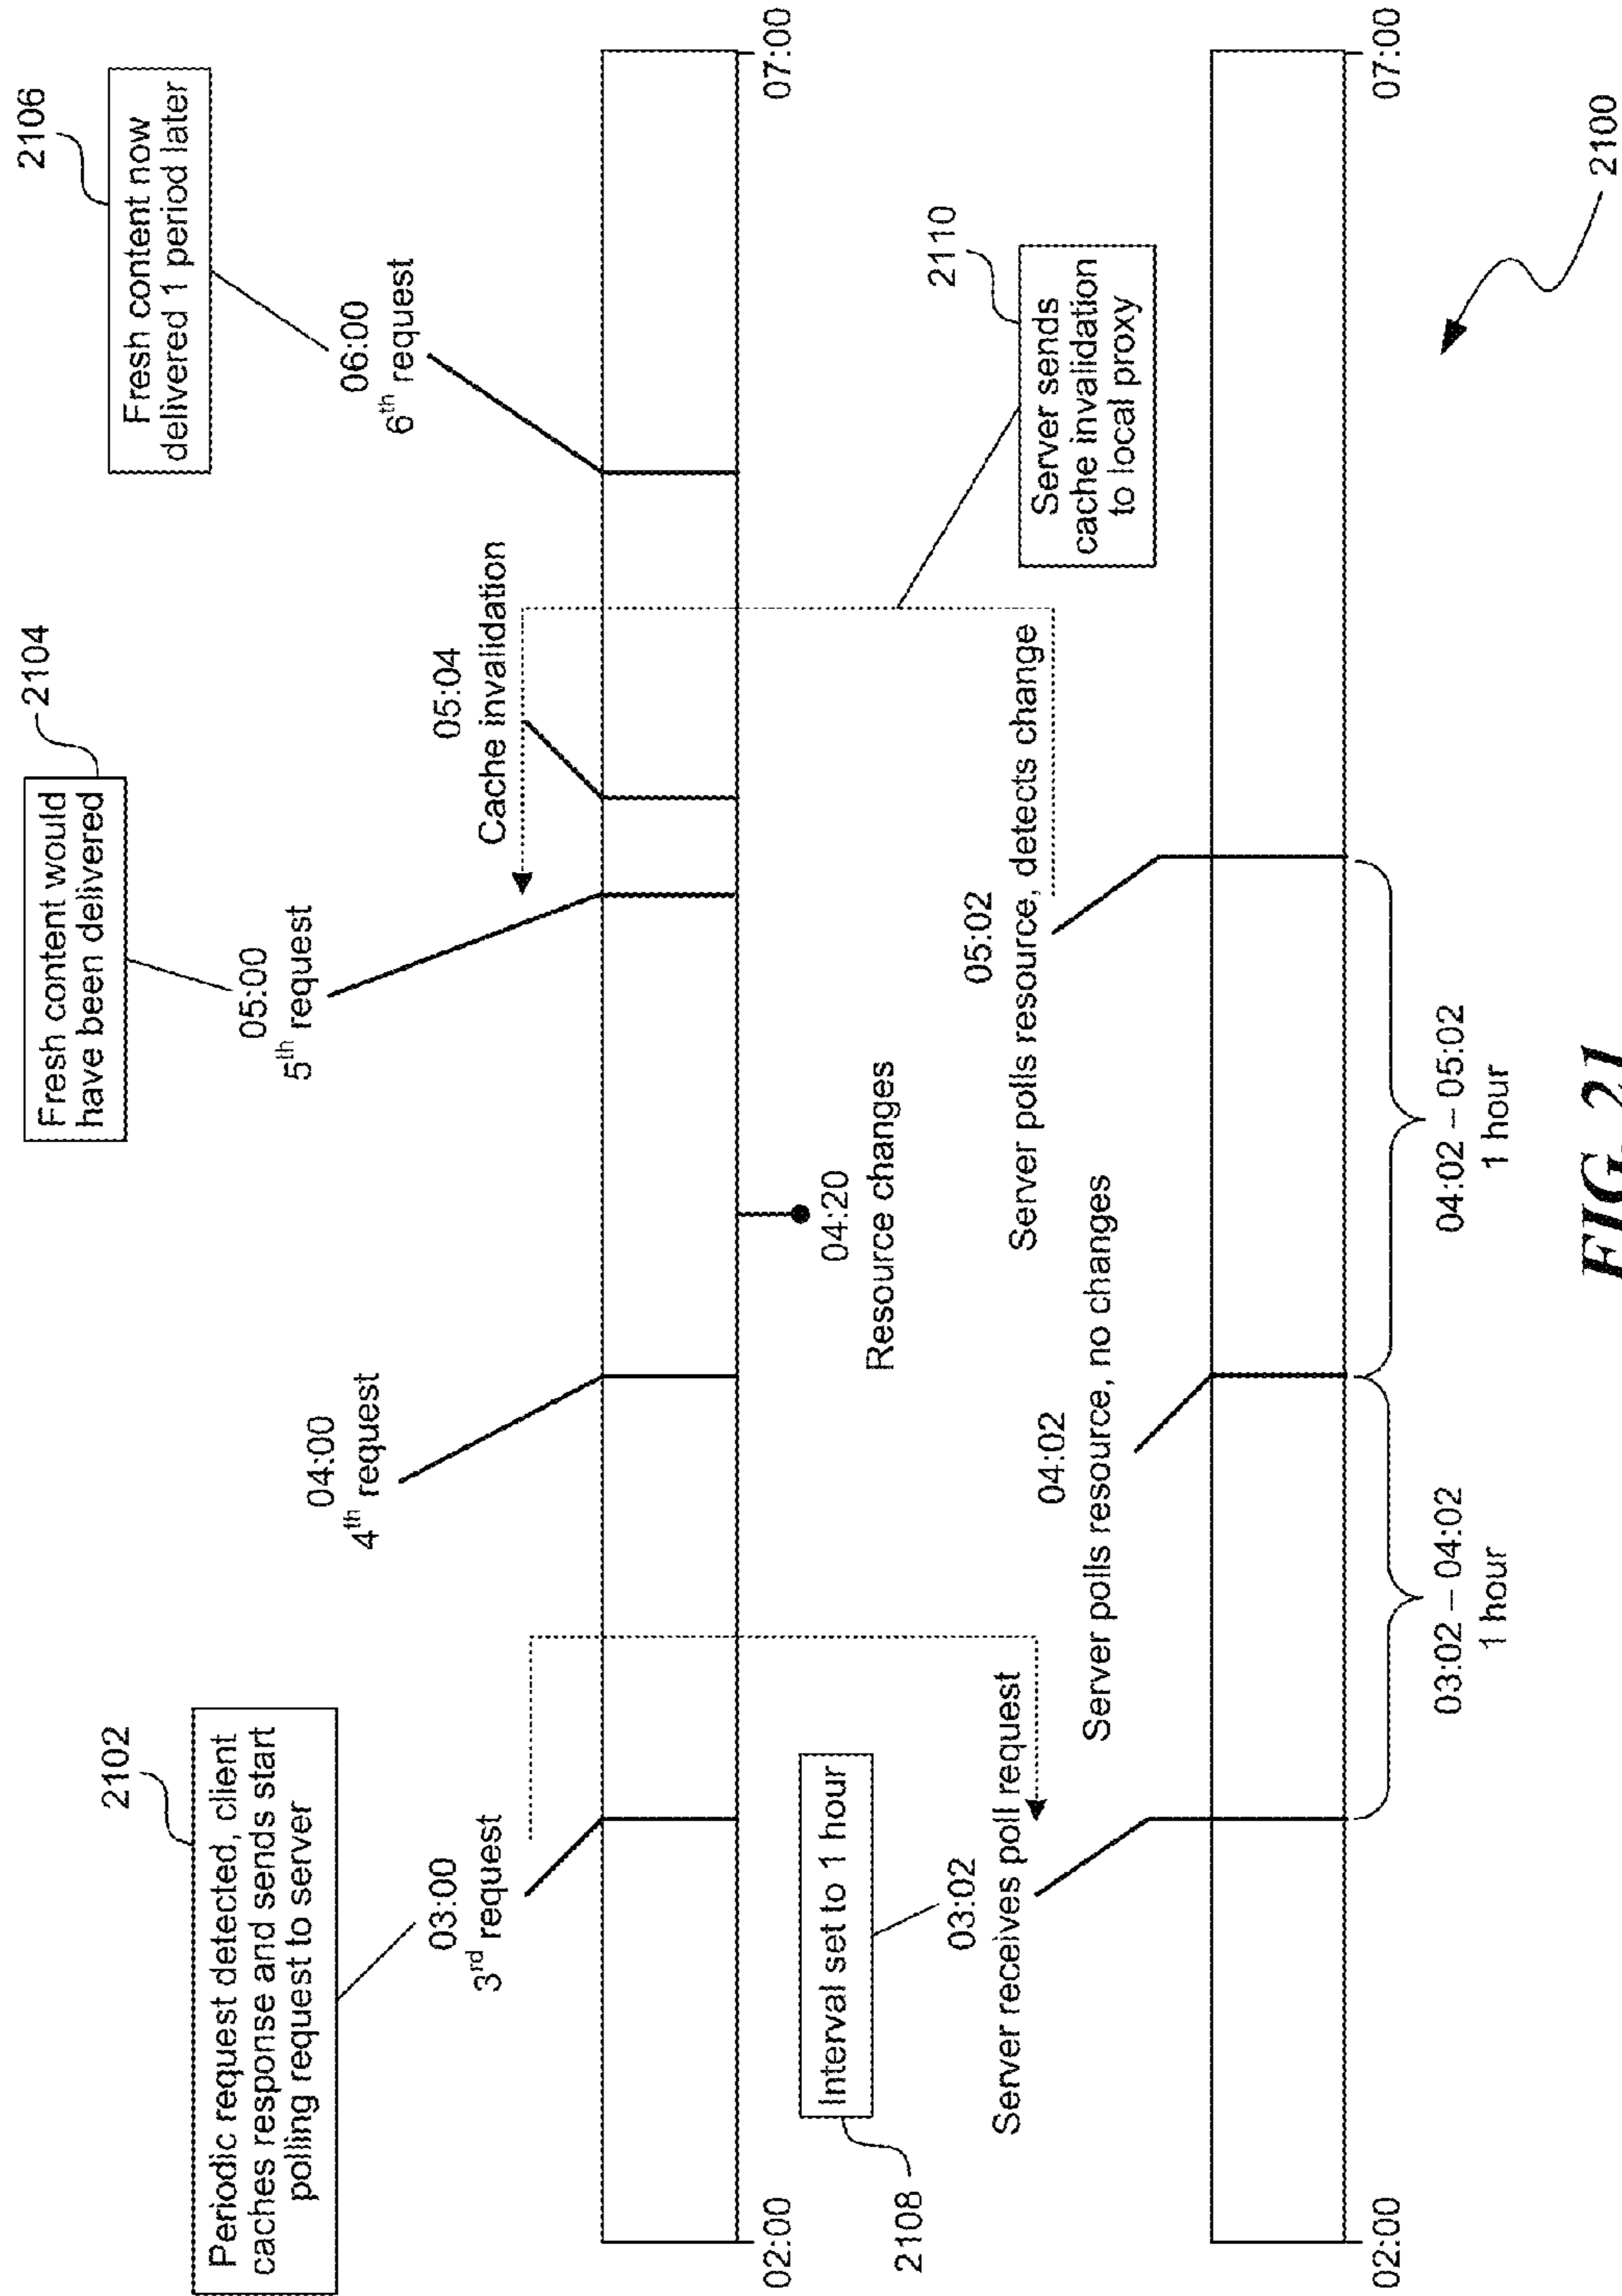 2102
Periodic request detected, client
caches response and sends start
polling request to server
03:00
3rd request
04:00
4th request
2104
Fresh content would
have been delivered
05:00
5th request
05:04
Cache invalidation
2106
Fresh content now
delivered 1 period later
06:00
6th request
02:00
07:00
04:20
Resource changes
2108
Interval set to 1 hour
03:02
Server receives poll request
04:02
Server polls resource, no changes
05:02
Server polls resource, detects change
2110
Server sends
cache invalidation
to local proxy
02:00
07:00
03:02 – 04:02
1 hour
04:02 – 05:02
1 hour
2100
FIG. 21